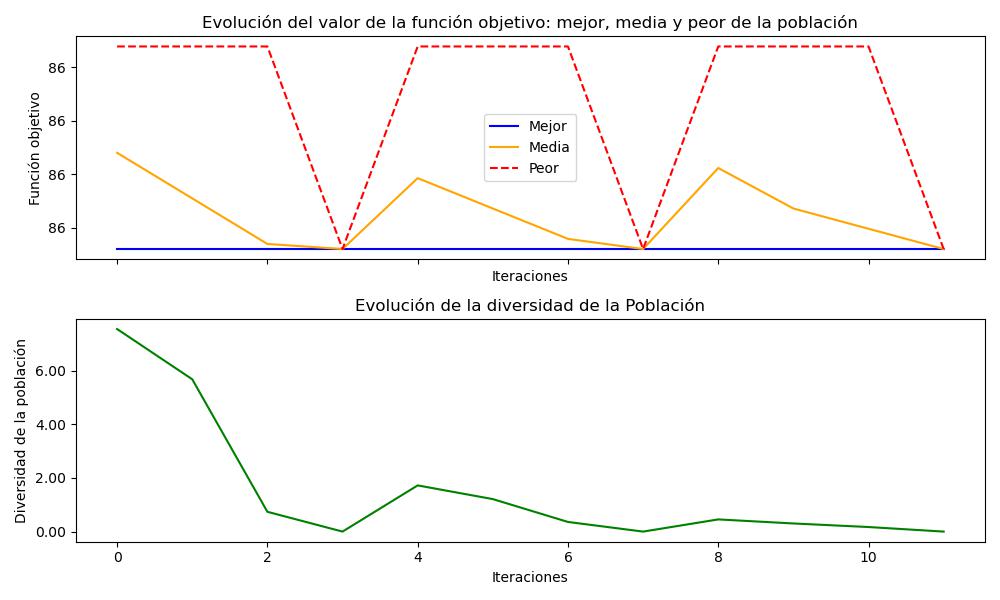 Evolución del valor de la función objetivo: mejor, media y peor de la población
86
86
86
86
Función objetivo
Mejor
Media
Peor
Iteraciones
Evolución de la diversidad de la Población
6.00
4.00
2.00
0.00
Diversidad de la población
0 2 4 6 8 10
Iteraciones